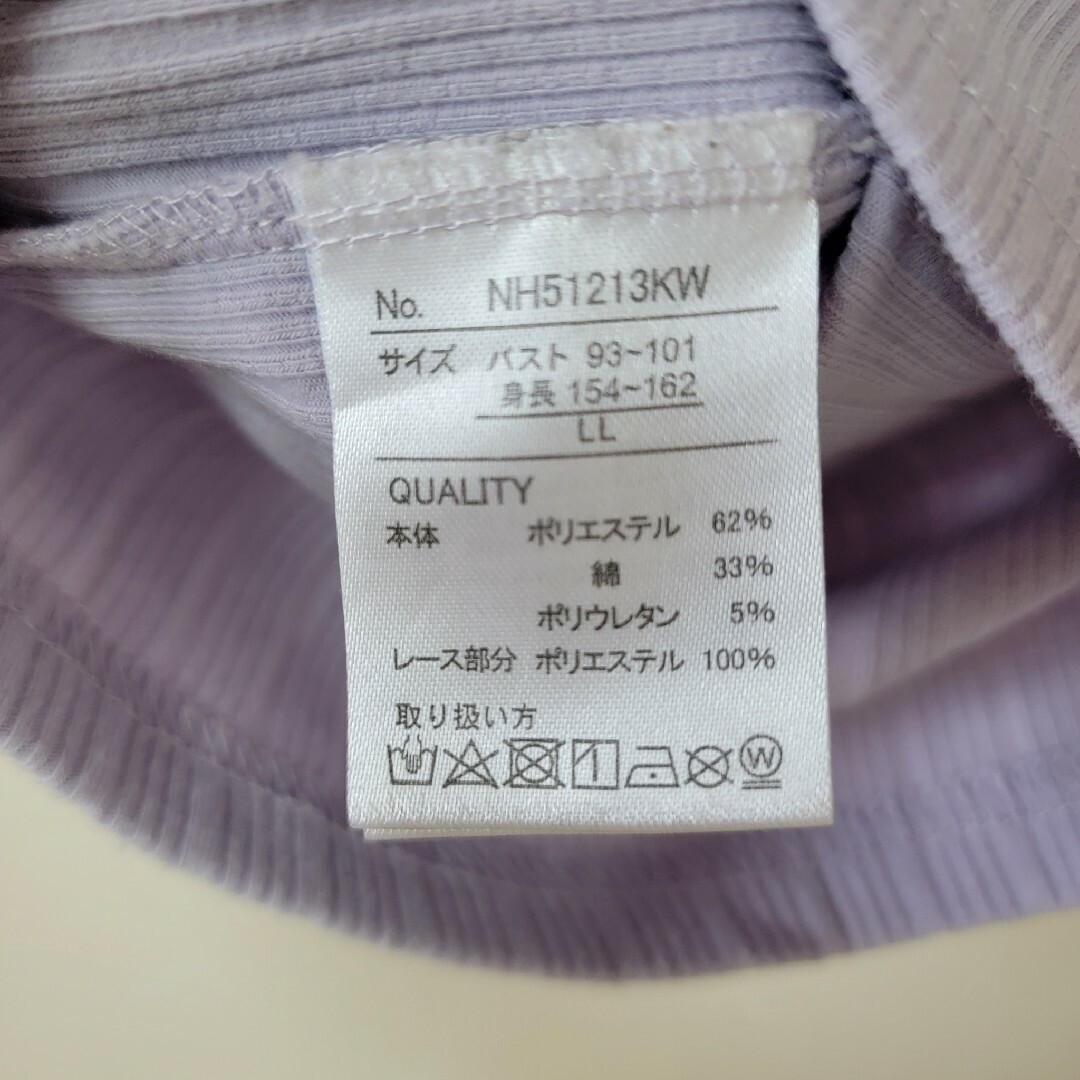 No. NH51213KW
サイズ バスト 93~101
身長 154~162
LL
QUALITY
本体 ポリエステル 62%
綿 33%
ポリウレタン 5%
レース部分 ポリエステル 100%
取り扱い方
W